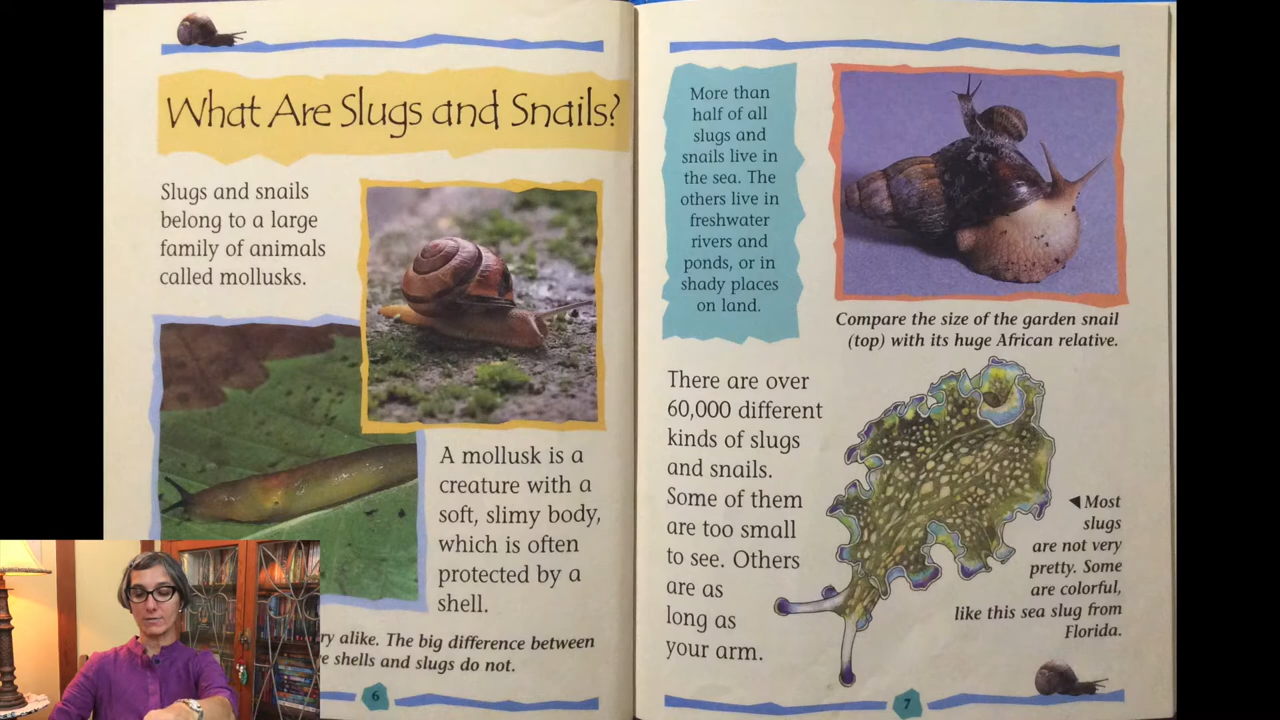 What Are Slugs and Snails?
Slugs and snails
belong to a large
family of animals
called mollusks.
A mollusk is a
creature with a
soft, slimy body,
which is often
protected by a
shell.
alike. The big difference between
shells and slugs do not.
6
More than
half of all
slugs and
snails live in
the sea. The
others live in
freshwater
rivers and
ponds, or in
shady places
on land.
Compare the size of the garden snail
(top) with its huge African relative.
There are over
60,000 different
kinds of slugs
and snails.
Some of them
are too small
to see. Others
are as
long as
your arm.
Most
slugs
are not very
pretty. Some
are colorful,
like this sea slug from
Florida.
7